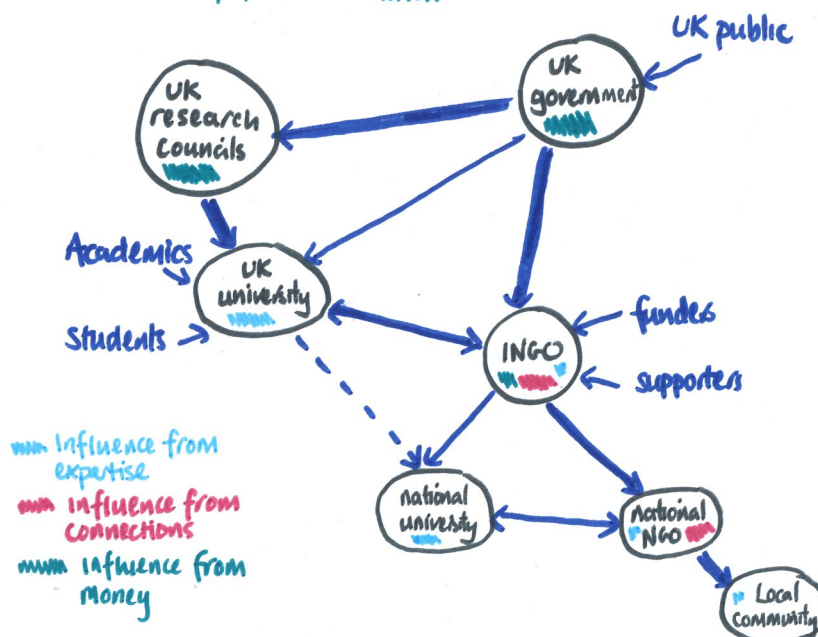 UK public
UK
government
UK
research
councils
Academics
UK
university
Students
INGO
funders
supporters
Influence from
expertise
Influence from
connections
Influence from
Money
national
university
national
NGO
Local
community